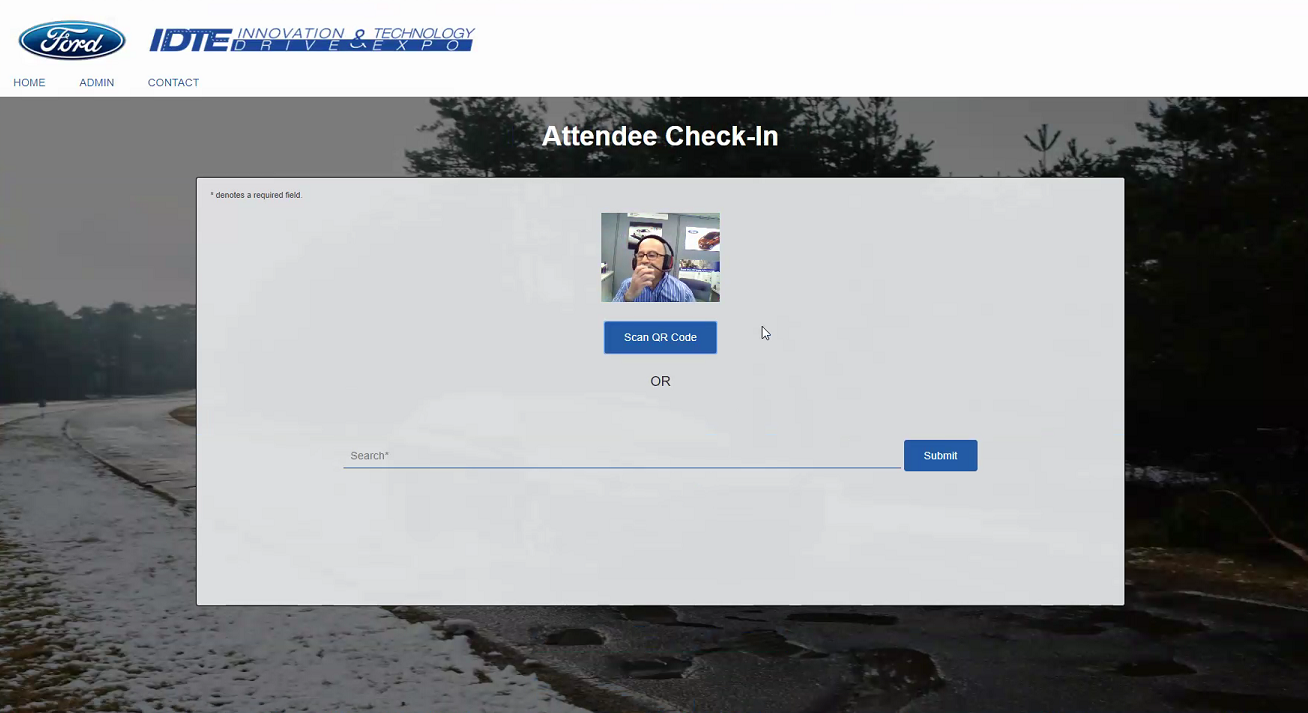 Ford
IDTE INNOVATION & TECHNOLOGY
DRIVE & EXPO
HOME ADMIN CONTACT
Attendee Check-In
* denotes a required field.
Scan QR Code
OR
Search*
Submit